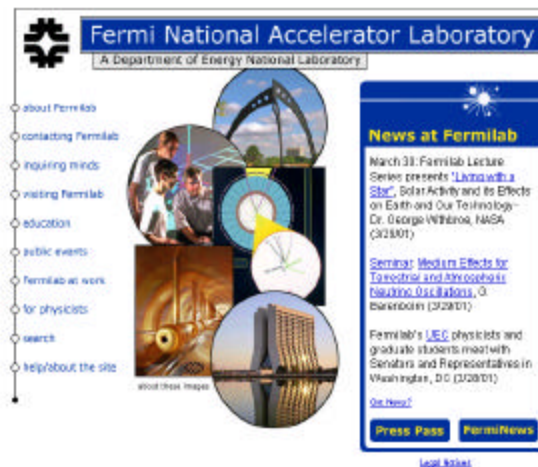 Fermi National Accelerator Laboratory
A Department of Energy National Laboratory
about Fermilab
contacting Fermilab
inquiring minds
visiting Fermilab
education
public events
Fermilab at work
for physicists
search
help/about the site
about these images
News at Fermilab
March 30: Fermilab Lecture
Series presents "Living with a
Star", Solar Activity and its Effects
on Earth and Our Technology-
Dr. George Withbroe, NASA
(3/28/01)
Seminar: Medium Effects for
Terrestrial and Atmospheric
Neutrino Oscillations, G.
Barenboim (3/28/01)
Fermilab's UEC physicists and
graduate students meet with
Senators and Representatives in
Washington, DC (3/28/01)
Got News?
Press Pass
FermiNews
Legal Notices